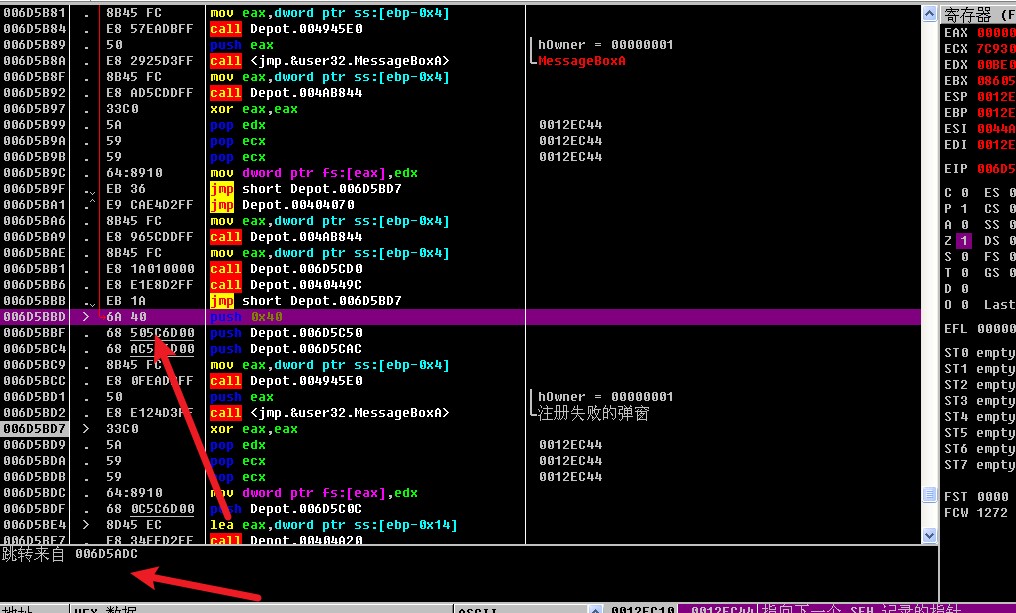 006D5B81 . 8B45 FC mov eax,dword ptr ss:[ebp-0x4] 寄存器 (F
006D5B84 . E8 57EADBFF call Depot.004945E0 EAX 00000
006D5B89 . 50 push eax hOwner = 00000001 ECX 7C930
006D5B8A . E8 2925D3FF call <jmp.&user32.MessageBoxA> MessageBoxA EDX 00BE0
006D5B8F . 8B45 FC mov eax,dword ptr ss:[ebp-0x4] EBX 08605
006D5B92 . E8 AD5CDDFF call Depot.004AB844 ESP 0012E
006D5B97 . 33C0 xor eax,eax EBP 0012E
006D5B99 . 5A pop edx 0012EC44 ESI 0044A
006D5B9A . 59 pop ecx 0012EC44 EDI 0012E
006D5B9B . 59 pop ecx 0012EC44
006D5B9C . 64:8910 mov dword ptr fs:[eax],edx EIP 006D5
006D5B9F . EB 36 jmp short Depot.006D5BD7 C 0 ES 0
006D5BA1 . E9 CAE4D2FF jmp Depot.00404070 P 1 CS 0
006D5BA6 . 8B45 FC mov eax,dword ptr ss:[ebp-0x4] A 0 SS 0
006D5BA9 . E8 965CDDFF call Depot.004AB844 Z 1 DS 0
006D5BAE . 8B45 FC mov eax,dword ptr ss:[ebp-0x4] S 0 FS 0
006D5BB1 . E8 1A010000 call Depot.006D5CD0 T 0 GS 0
006D5BB6 . E8 E1E8D2FF call Depot.0040449C D 0
006D5BBB . EB 1A jmp short Depot.006D5BD7 O 0 Last
006D5BBD > 6A 40 push 0x40
006D5BBF . 68 505C6D00 push Depot.006D5C50 EFL 00000
006D5BC4 . 68 push Depot.006D5CAC ST0 empty
006D5BC9 . 8B45 FC mov eax,dword ptr ss:[ebp-0x4] ST1 empty
006D5BCC . E8 call Depot.004945E0 ST2 empty
006D5BD1 . 50 push eax hOwner = 00000001 ST3 empty
006D5BD2 . E8 call <jmp.&user32.MessageBoxA> 注册失败的弹窗 ST4 empty
006D5BD7 > 33C0 xor eax,eax ST5 empty
006D5BD9 . 5A pop edx 0012EC44 ST6 empty
006D5BDA . 59 pop ecx 0012EC44 ST7 empty
006D5BDB . 59 pop ecx 0012EC44
006D5BDC . 64:8910 mov dword ptr fs:[eax],edx FST 0000
006D5BDF . 68 0C5C6D00 push Depot.006D5C0C FCW 1272
006D5BE4 > 8D45 EC lea eax,dword ptr ss:[ebp-0x14]
006D5BE7 . E8 34EED2FF call Depot.00404A20
跳转来自 006D5ADC
地址 HEX 数据 ASCII 0012EC10 0012EC44 指向下一个 SEH 记录的指针